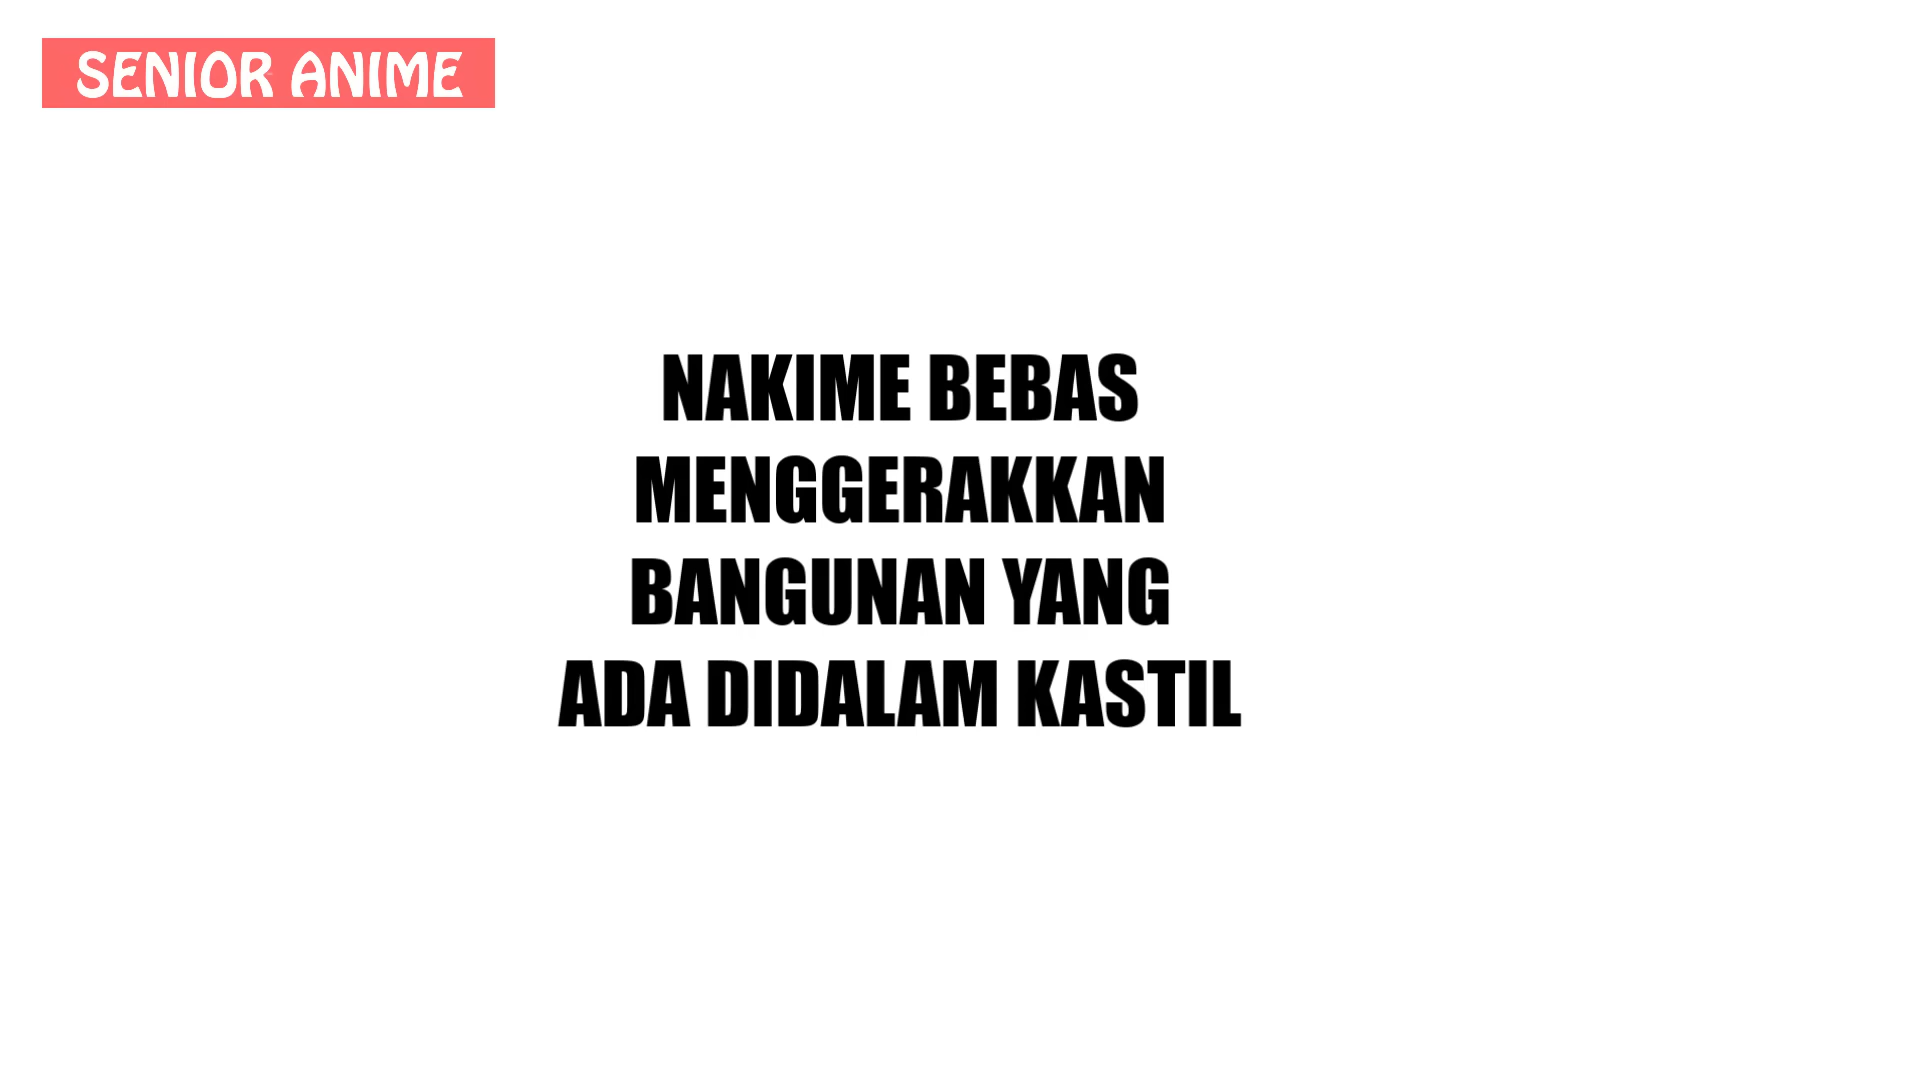 SENIOR ANIME
NAKIME BEBAS
MENGGERAKKAN
BANGUNAN YANG
ADA DIDALAM KASTIL